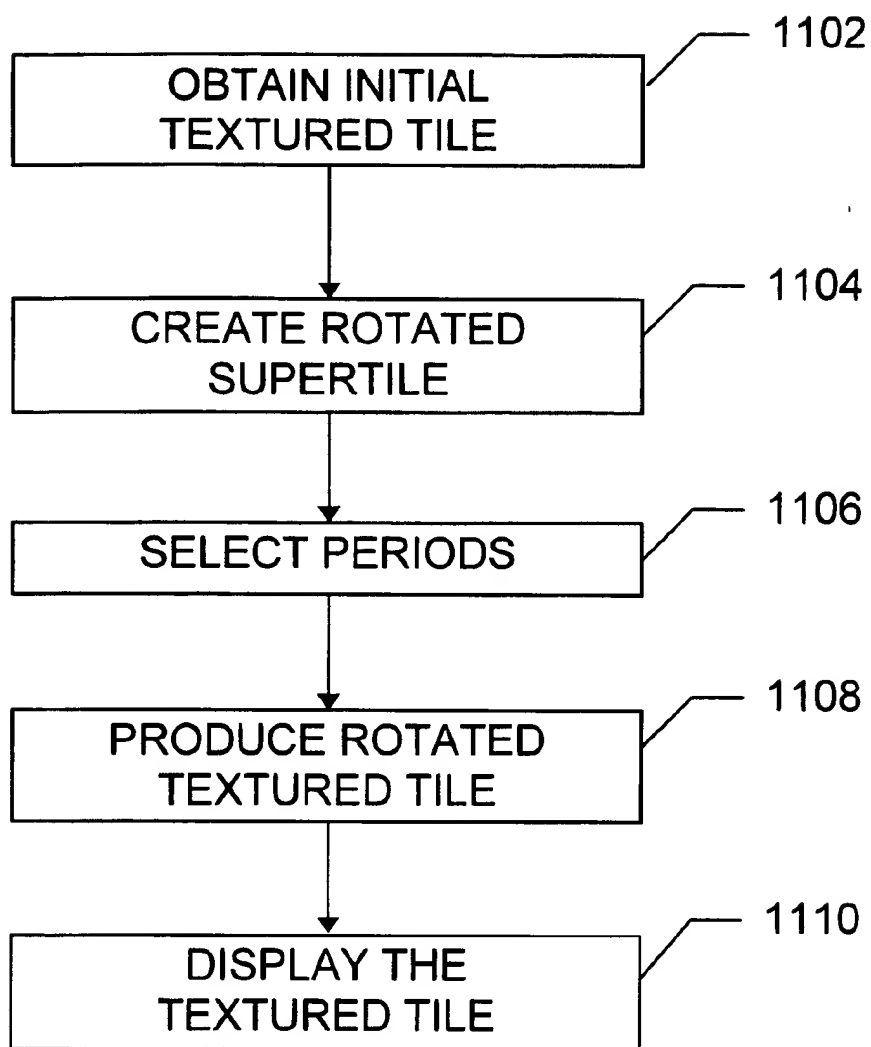 1102
OBTAIN INITIAL
TEXTURED TILE
1104
CREATE ROTATED
SUPERTILE
1106
SELECT PERIODS
1108
PRODUCE ROTATED
TEXTURED TILE
1110
DISPLAY THE
TEXTURED TILE